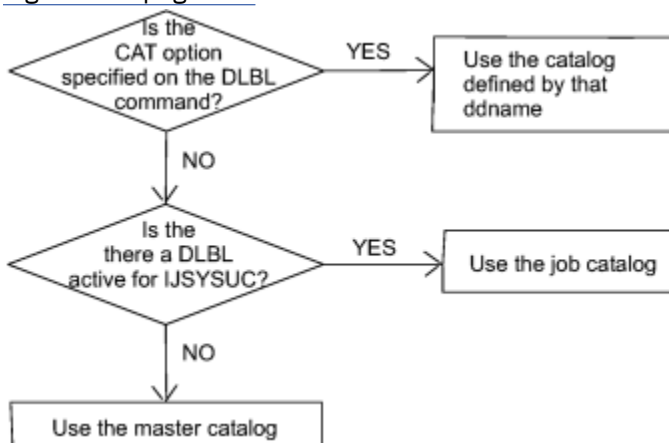 Is the
CAT option
specified on the DLBL
command?
YES
Use the catalog
defined by that
ddname
NO
Is the
there a DLBL
active for IJSYSUC?
YES
Use the job catalog
NO
Use the master catalog